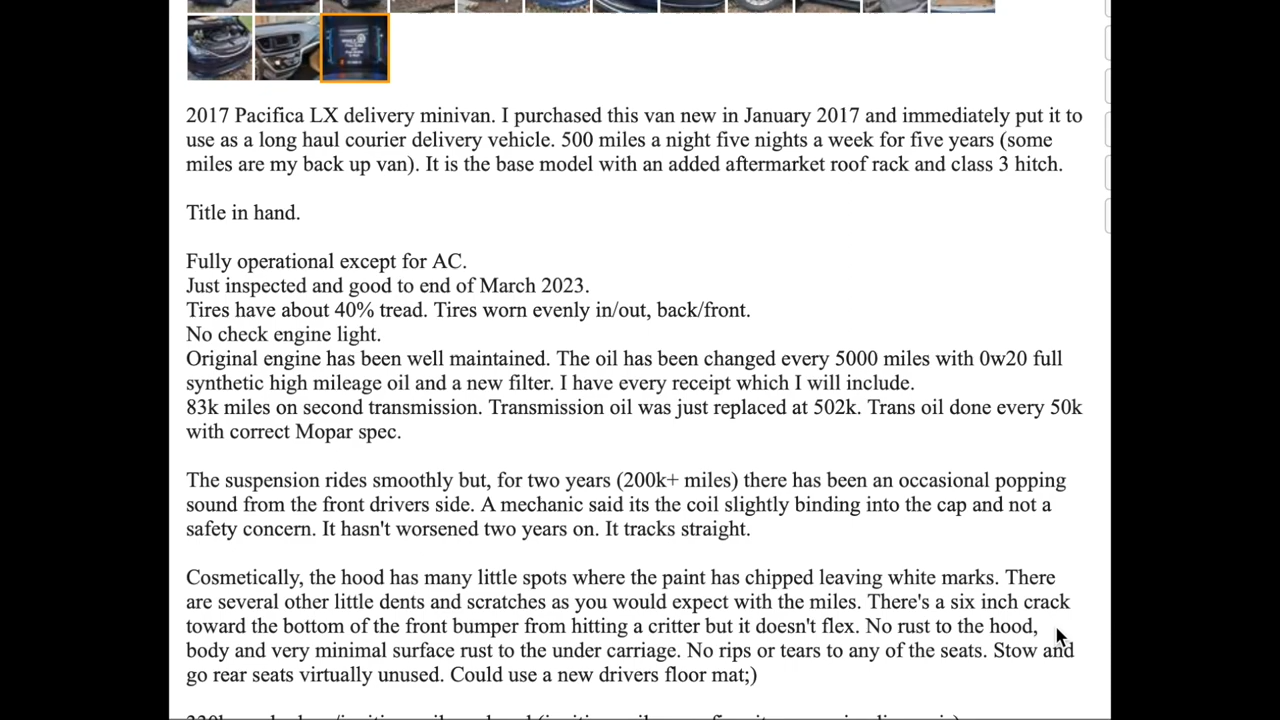 2017 Pacifica LX delivery minivan. I purchased this van new in January 2017 and immediately put it to
use as a long haul courier delivery vehicle. 500 miles a night five nights a week for five years (some
miles are my back up van). It is the base model with an added aftermarket roof rack and class 3 hitch.
Title in hand.
Fully operational except for AC.
Just inspected and good to end of March 2023.
Tires have about 40% tread. Tires worn evenly in/out, back/front.
No check engine light.
Original engine has been well maintained. The oil has been changed every 5000 miles with 0w20 full
synthetic high mileage oil and a new filter. I have every receipt which I will include.
83k miles on second transmission. Transmission oil was just replaced at 502k. Trans oil done every 50k
with correct Mopar spec.
The suspension rides smoothly but, for two years (200k+ miles) there has been an occasional popping
sound from the front drivers side. A mechanic said its the coil slightly binding into the cap and not a
safety concern. It hasn't worsened two years on. It tracks straight.
Cosmetically, the hood has many little spots where the paint has chipped leaving white marks. There
are several other little dents and scratches as you would expect with the miles. There's a six inch crack
toward the bottom of the front bumper from hitting a critter but it doesn't flex. No rust to the hood,
body and very minimal surface rust to the under carriage. No rips or tears to any of the seats. Stow and
go rear seats virtually unused. Could use a new drivers floor mat;)